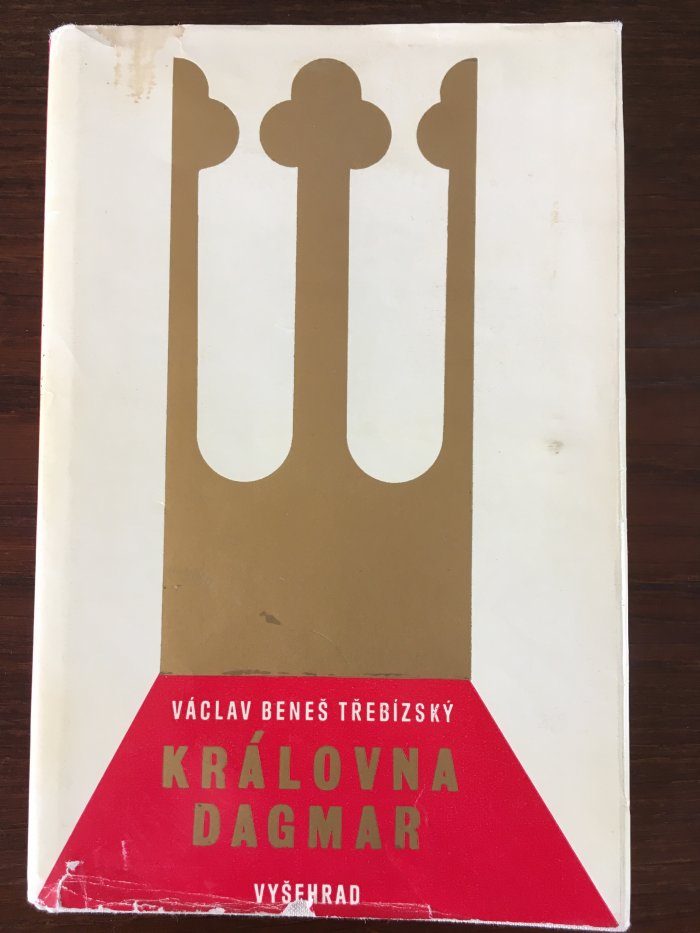 VÁCLAV BENEŠ TŘEBÍZSKÝ
KRÁLOVNA
DAGMAR
VYŠEHRAD